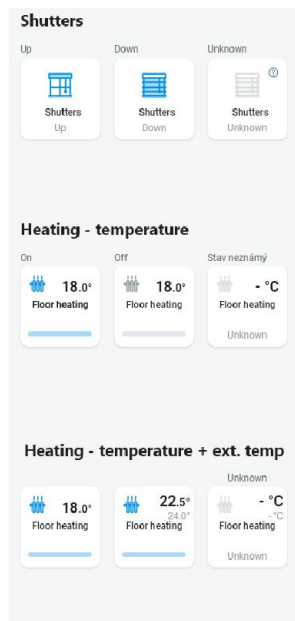 Shutters
Up Down Unknown
?
Shutters Shutters Shutters
Up Down Unknown
Heating - temperature
On Off Stav neznámý
18.0° 18.0° - °C
Floor heating Floor heating Floor heating
Unknown
Heating - temperature + ext. temp
Unknown
18.0° 22.5° - °C
24.0° - °C
Floor heating Floor heating Floor heating
Unknown